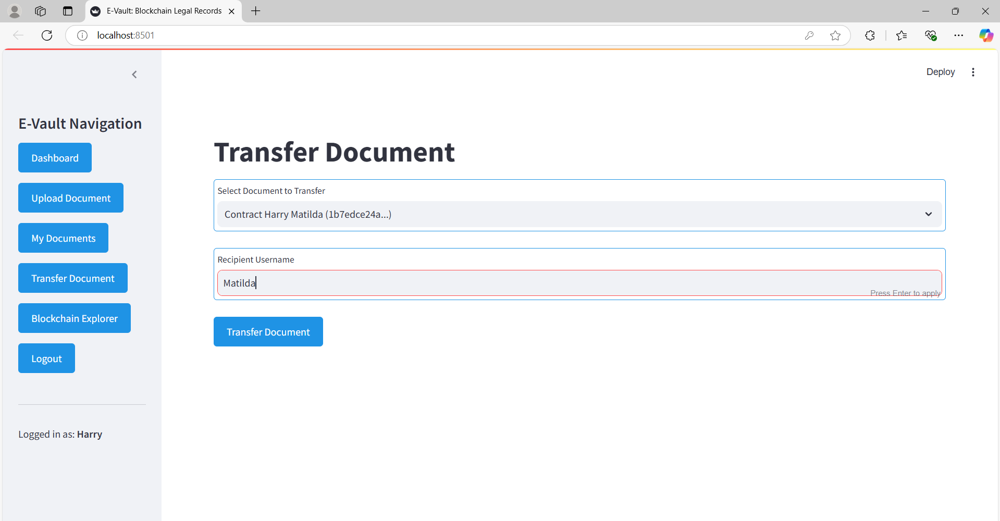 E-Vault: Blockchain Legal Records
localhost:8501
Deploy
E-Vault Navigation
Dashboard
Upload Document
My Documents
Transfer Document
Blockchain Explorer
Logout
Logged in as: Harry
Transfer Document
Select Document to Transfer
Contract Harry Matilda (1b7edce24a...)
Recipient Username
Matilda
Press Enter to apply
Transfer Document